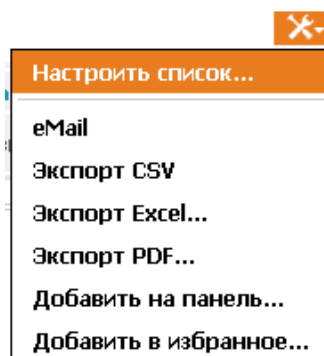 Настроить список...
eMail
Экспорт CSV
Экспорт Excel...
Экспорт PDF...
Добавить на панель...
Добавить в избранное...